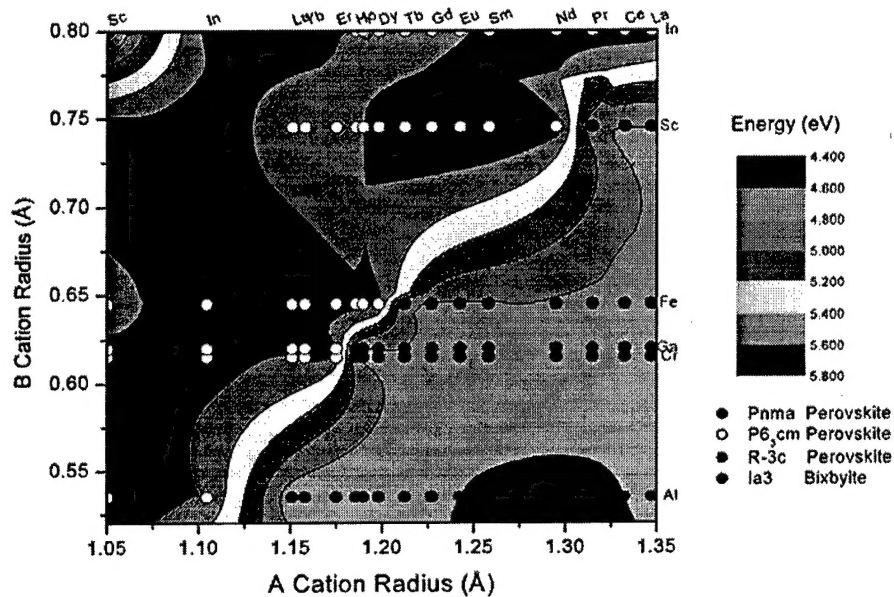 Sc In Lu Yb Er Ho Dy Tb Gd Eu Sm Nd Pr Ce La
0.80
0.75
0.70
0.65
0.60
0.55
B Cation Radius (Å)
In
Sc
Fe
Ga
Cr
Al
1.05 1.10 1.15 1.20 1.25 1.30 1.35
A Cation Radius (Å)
Energy (eV)
4.400
4.600
4.800
5.000
5.200
5.400
5.600
5.800
Pnma Perovskite
P6₃cm Perovskite
R-3c Perovskite
Ia3 Bixbyite